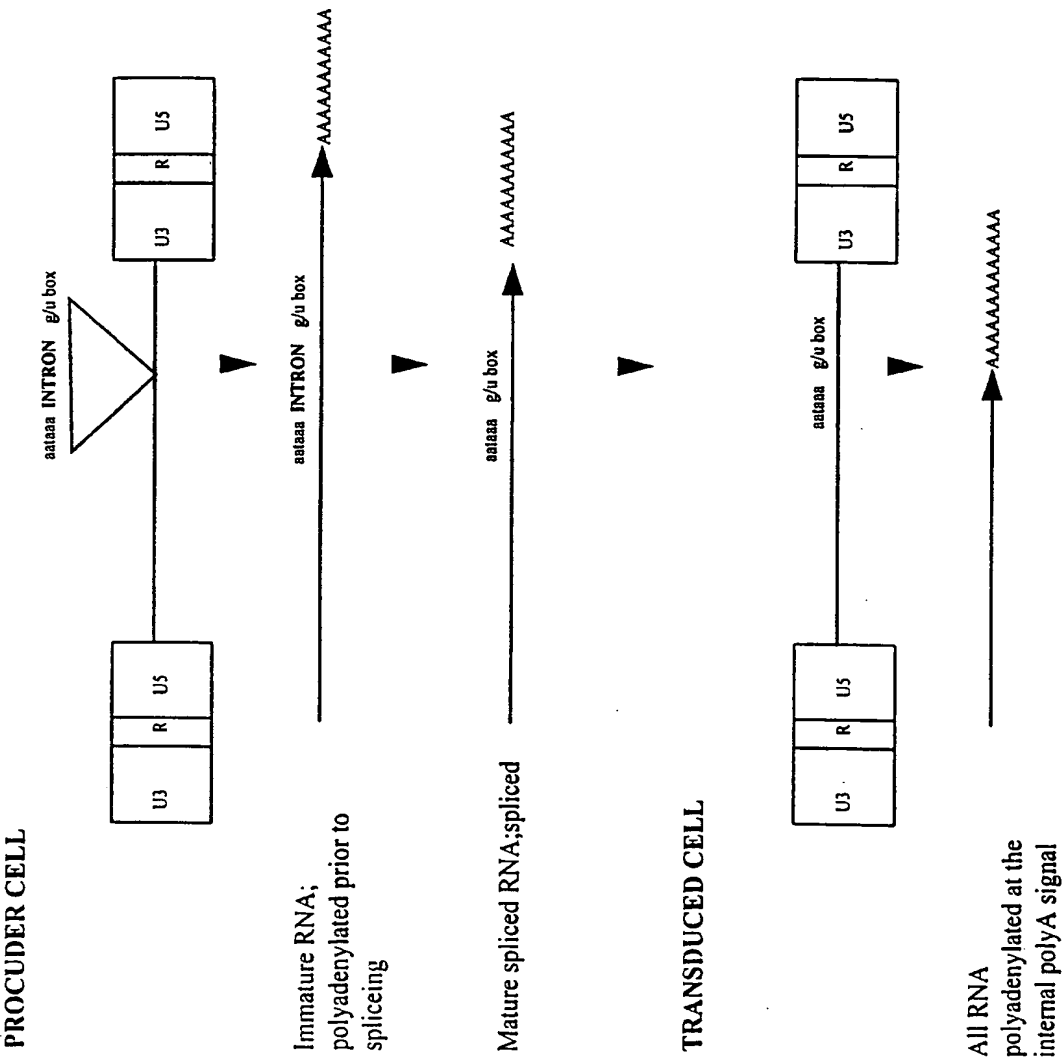 PROCUDER CELL
aataaa INTRON g/u box
U3 R U5
U3 R U5
Immature RNA;
polyadenylated prior to
spliceing
aataaa INTRON g/u box
AAAAAAAAAAA
Mature spliced RNA;spliced
aataaa g/u box
AAAAAAAAAAA
TRANSDUCED CELL
aataaa g/u box
U3 R U5
U3 R U5
All RNA
polyadenylated at the
internal polyA signal
AAAAAAAAAAAA